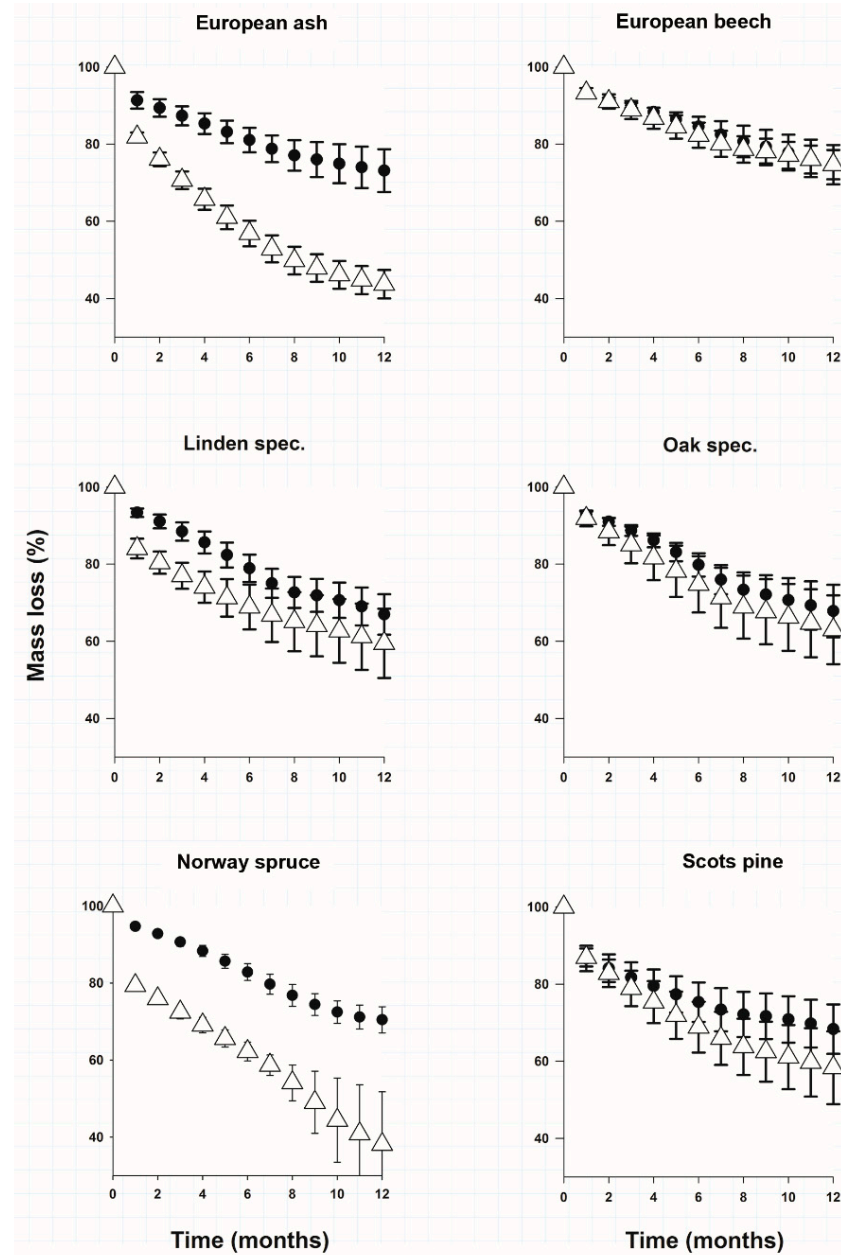 European ash
European beech
100
80
60
40
0 2 4 6 8 10 12
100
80
60
40
0 2 4 6 8 10 12
Linden spec.
Oak spec.
Mass loss (%)
100
80
60
40
0 2 4 6 8 10 12
100
80
60
40
0 2 4 6 8 10 12
Norway spruce
Scots pine
100
80
60
40
0 2 4 6 8 10 12
100
80
60
40
0 2 4 6 8 10 12
Time (months)
Time (months)